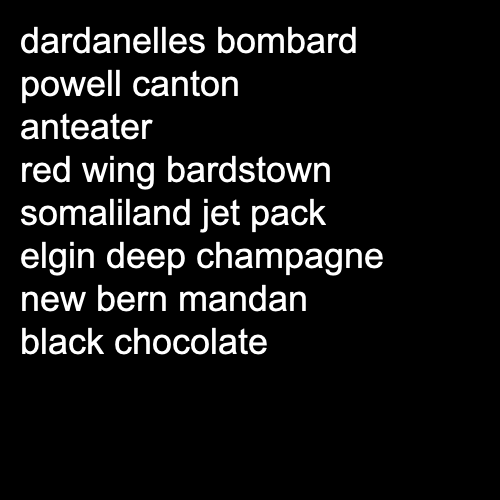 dardanelles bombard
powell canton
anteater
red wing bardstown
somaliland jet pack
elgin deep champagne
new bern mandan
black chocolate